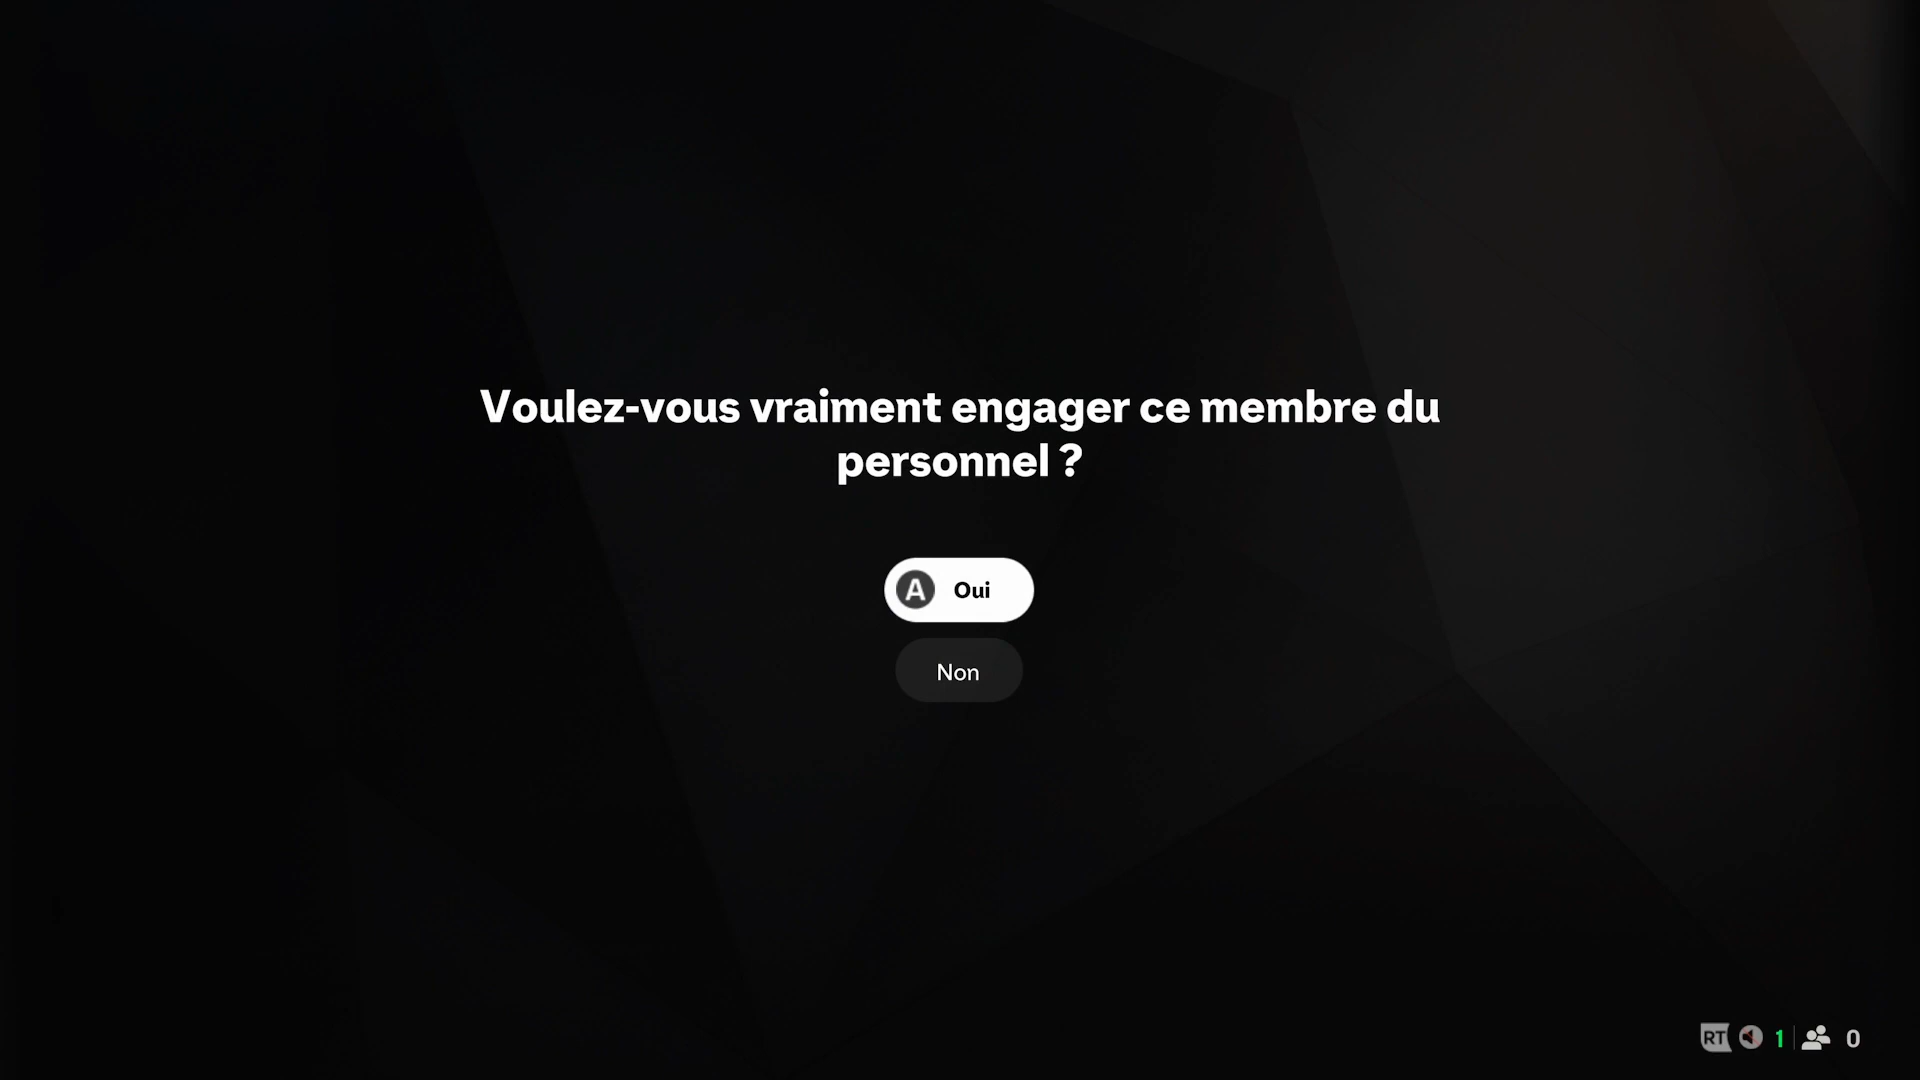 Voulez-vous vraiment engager ce membre du
personnel ?
A Oui
Non
RT 1 0